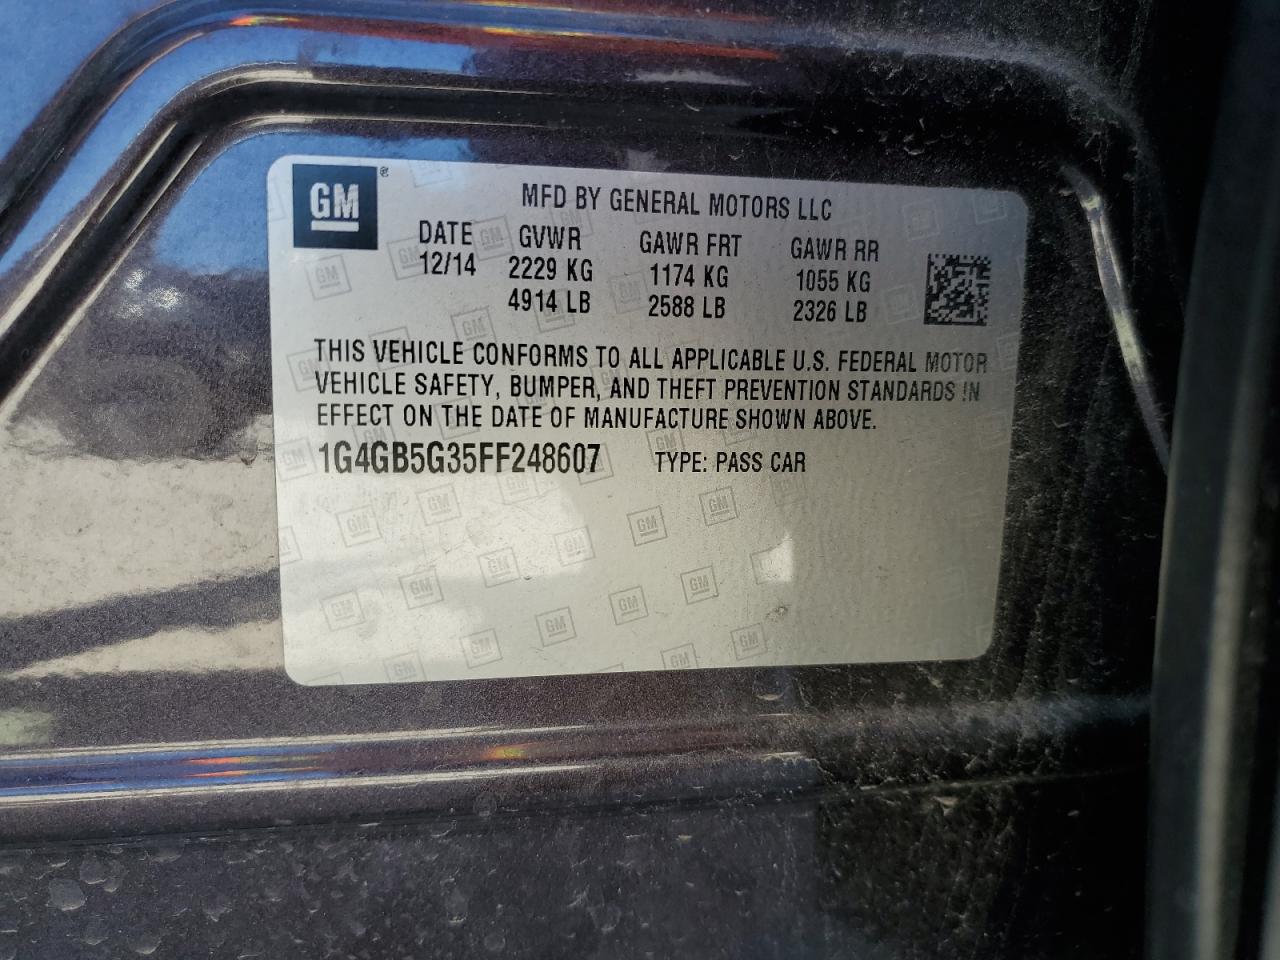 GM
MFD BY GENERAL MOTORS LLC
DATE GVWR GAWR FRT GAWR RR
12/14 2229 KG 1174 KG 1055 KG
4914 LB 2588 LB 2326 LB
THIS VEHICLE CONFORMS TO ALL APPLICABLE U.S. FEDERAL MOTOR
VEHICLE SAFETY, BUMPER, AND THEFT PREVENTION STANDARDS IN
EFFECT ON THE DATE OF MANUFACTURE SHOWN ABOVE.
1G4GB5G35FF248607 TYPE: PASS CAR